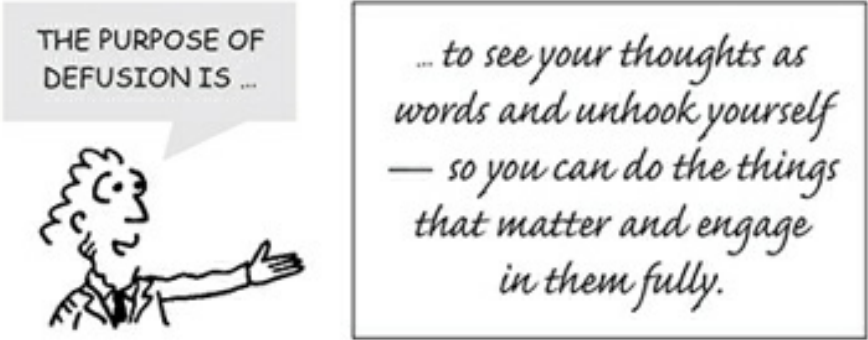 THE PURPOSE OF
DEFUSION IS ...
... to see your thoughts as
words and unhook yourself
— so you can do the things
that matter and engage
in them fully.